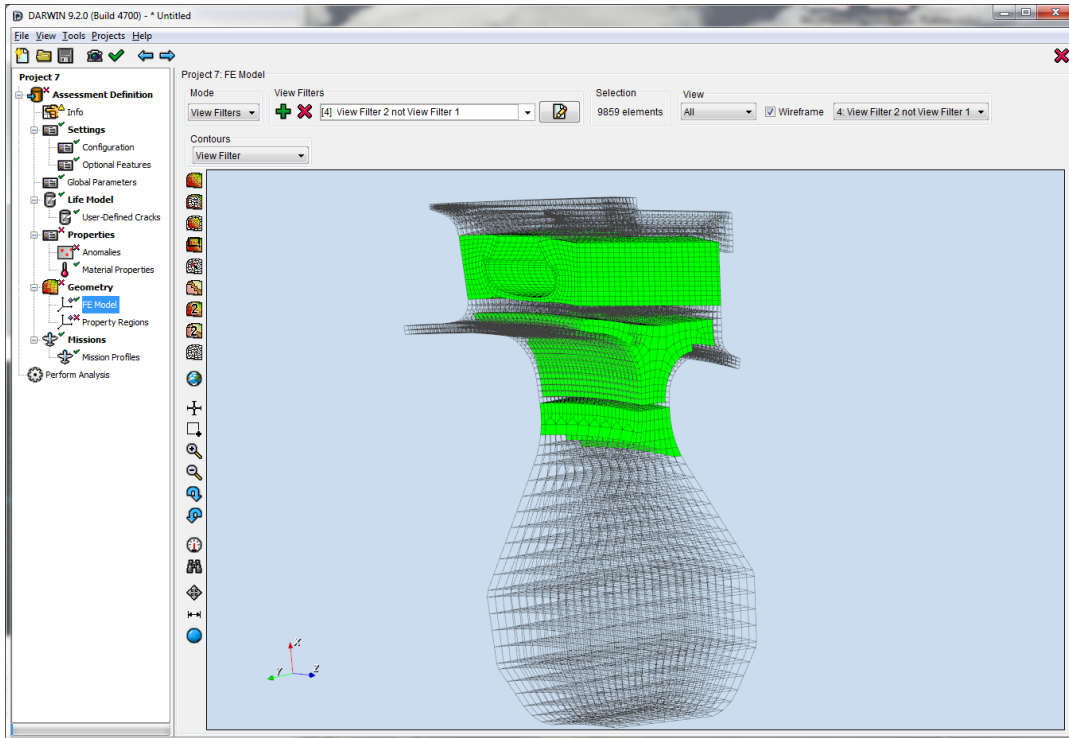 DARWIN 9.2.0 (Build 4700) - * Untitled
File View Tools Projects Help
Project 7
Assessment Definition
Info
Settings
Configuration
Optional Features
Global Parameters
Life Model
User-Defined Cracks
Properties
Anomalies
Material Properties
Geometry
FE Model
Property Regions
Missions
Mission Profiles
Perform Analysis
Project 7: FE Model
Mode
View Filters
View Filters
[4] View Filter 2 not View Filter 1
Selection
9859 elements
View
All
Wireframe
4: View Filter 2 not View Filter 1
Contours
View Filter
2
2
X
Y
Z